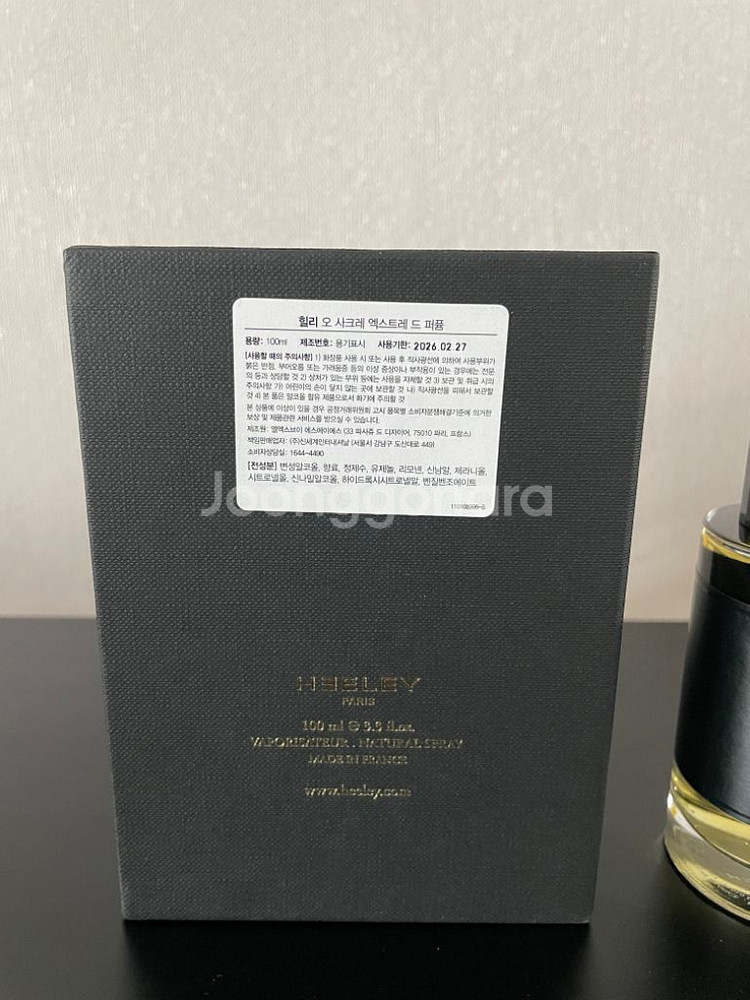 힐리 오 사크레 엑스트레 드 퍼퓸
용량: 100ml 제조번호: 용기표시 사용기한: 2026.02.27
[사용할 때의 주의사항] 1) 화장품 사용 시 또는 사용 후 직사광선에 의하여 사용부위가
붉은 반점, 부어오름 또는 가려움증 등의 이상 증상이나 부작용이 있는 경우에는 전문
의 등과 상담할 것 2) 상처가 있는 부위 등에는 사용을 자제할 것 3) 보관 및 취급 시의
주의사항 가) 어린이의 손이 닿지 않는 곳에 보관할 것 나) 직사광선을 피해서 보관할
것 4) 본 품은 알코올 함유 제품으로서 화기에 주의할 것
본 상품에 이상이 있을 경우 공정거래위원회 고시 품목별 소비자분쟁해결기준에 의거한
보상 및 제품관련 서비스를 받으실 수 있습니다.
제조원: 엘엑스브이 에스에이에스 (33 파사쥬 드 디자이어, 75010 파리, 프랑스)
책임판매업자: (주)신세계인터내셔날 (서울시 강남구 도산대로 449)
소비자상담실: 1644-4490
[전성분] 변성알코올, 향료, 정제수, 유제놀, 리모넨, 신남알, 제라니올,
시트로넬올, 신나밀알코올, 하이드록시시트로넬알, 벤질벤조에이트
Joonggonara
HEELEY
PARIS
100 ml ℮ 3.3 fl.oz.
VAPORISATEUR . NATURAL SPRAY
MADE IN FRANCE
www.heeley.com